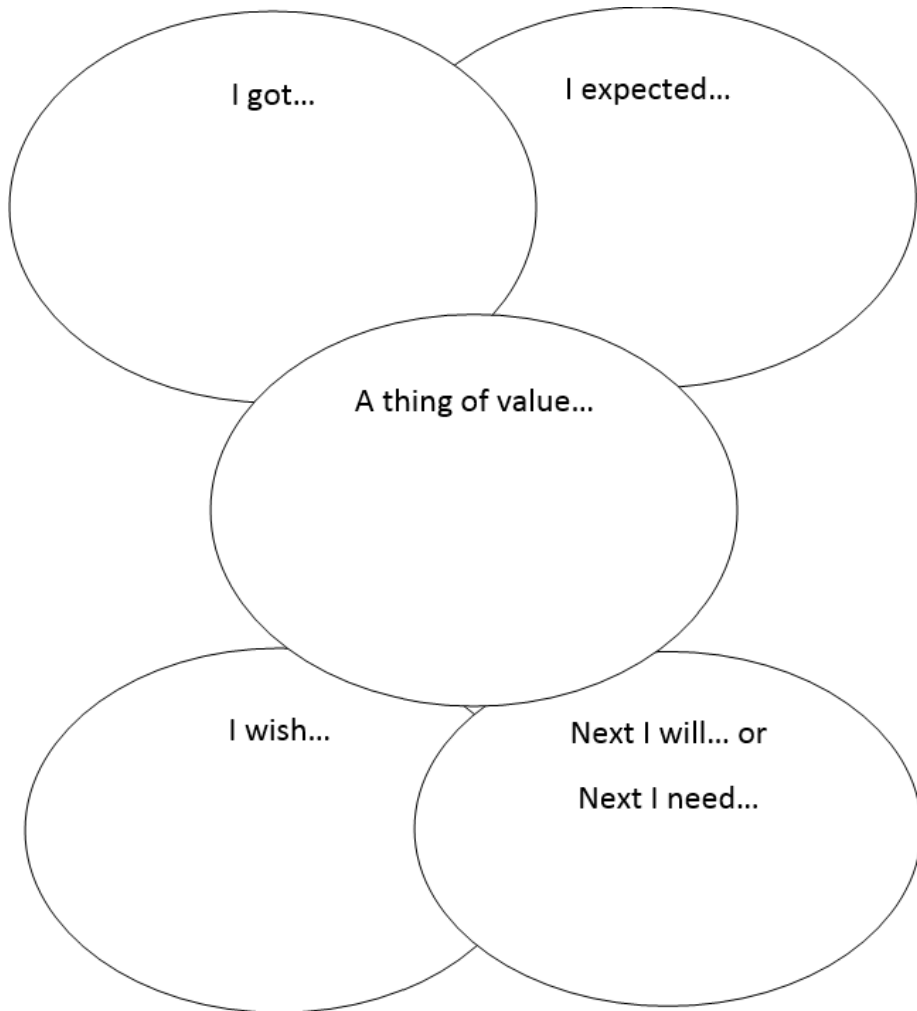 I got...
I expected...
A thing of value...
I wish...
Next I will... or
Next I need...